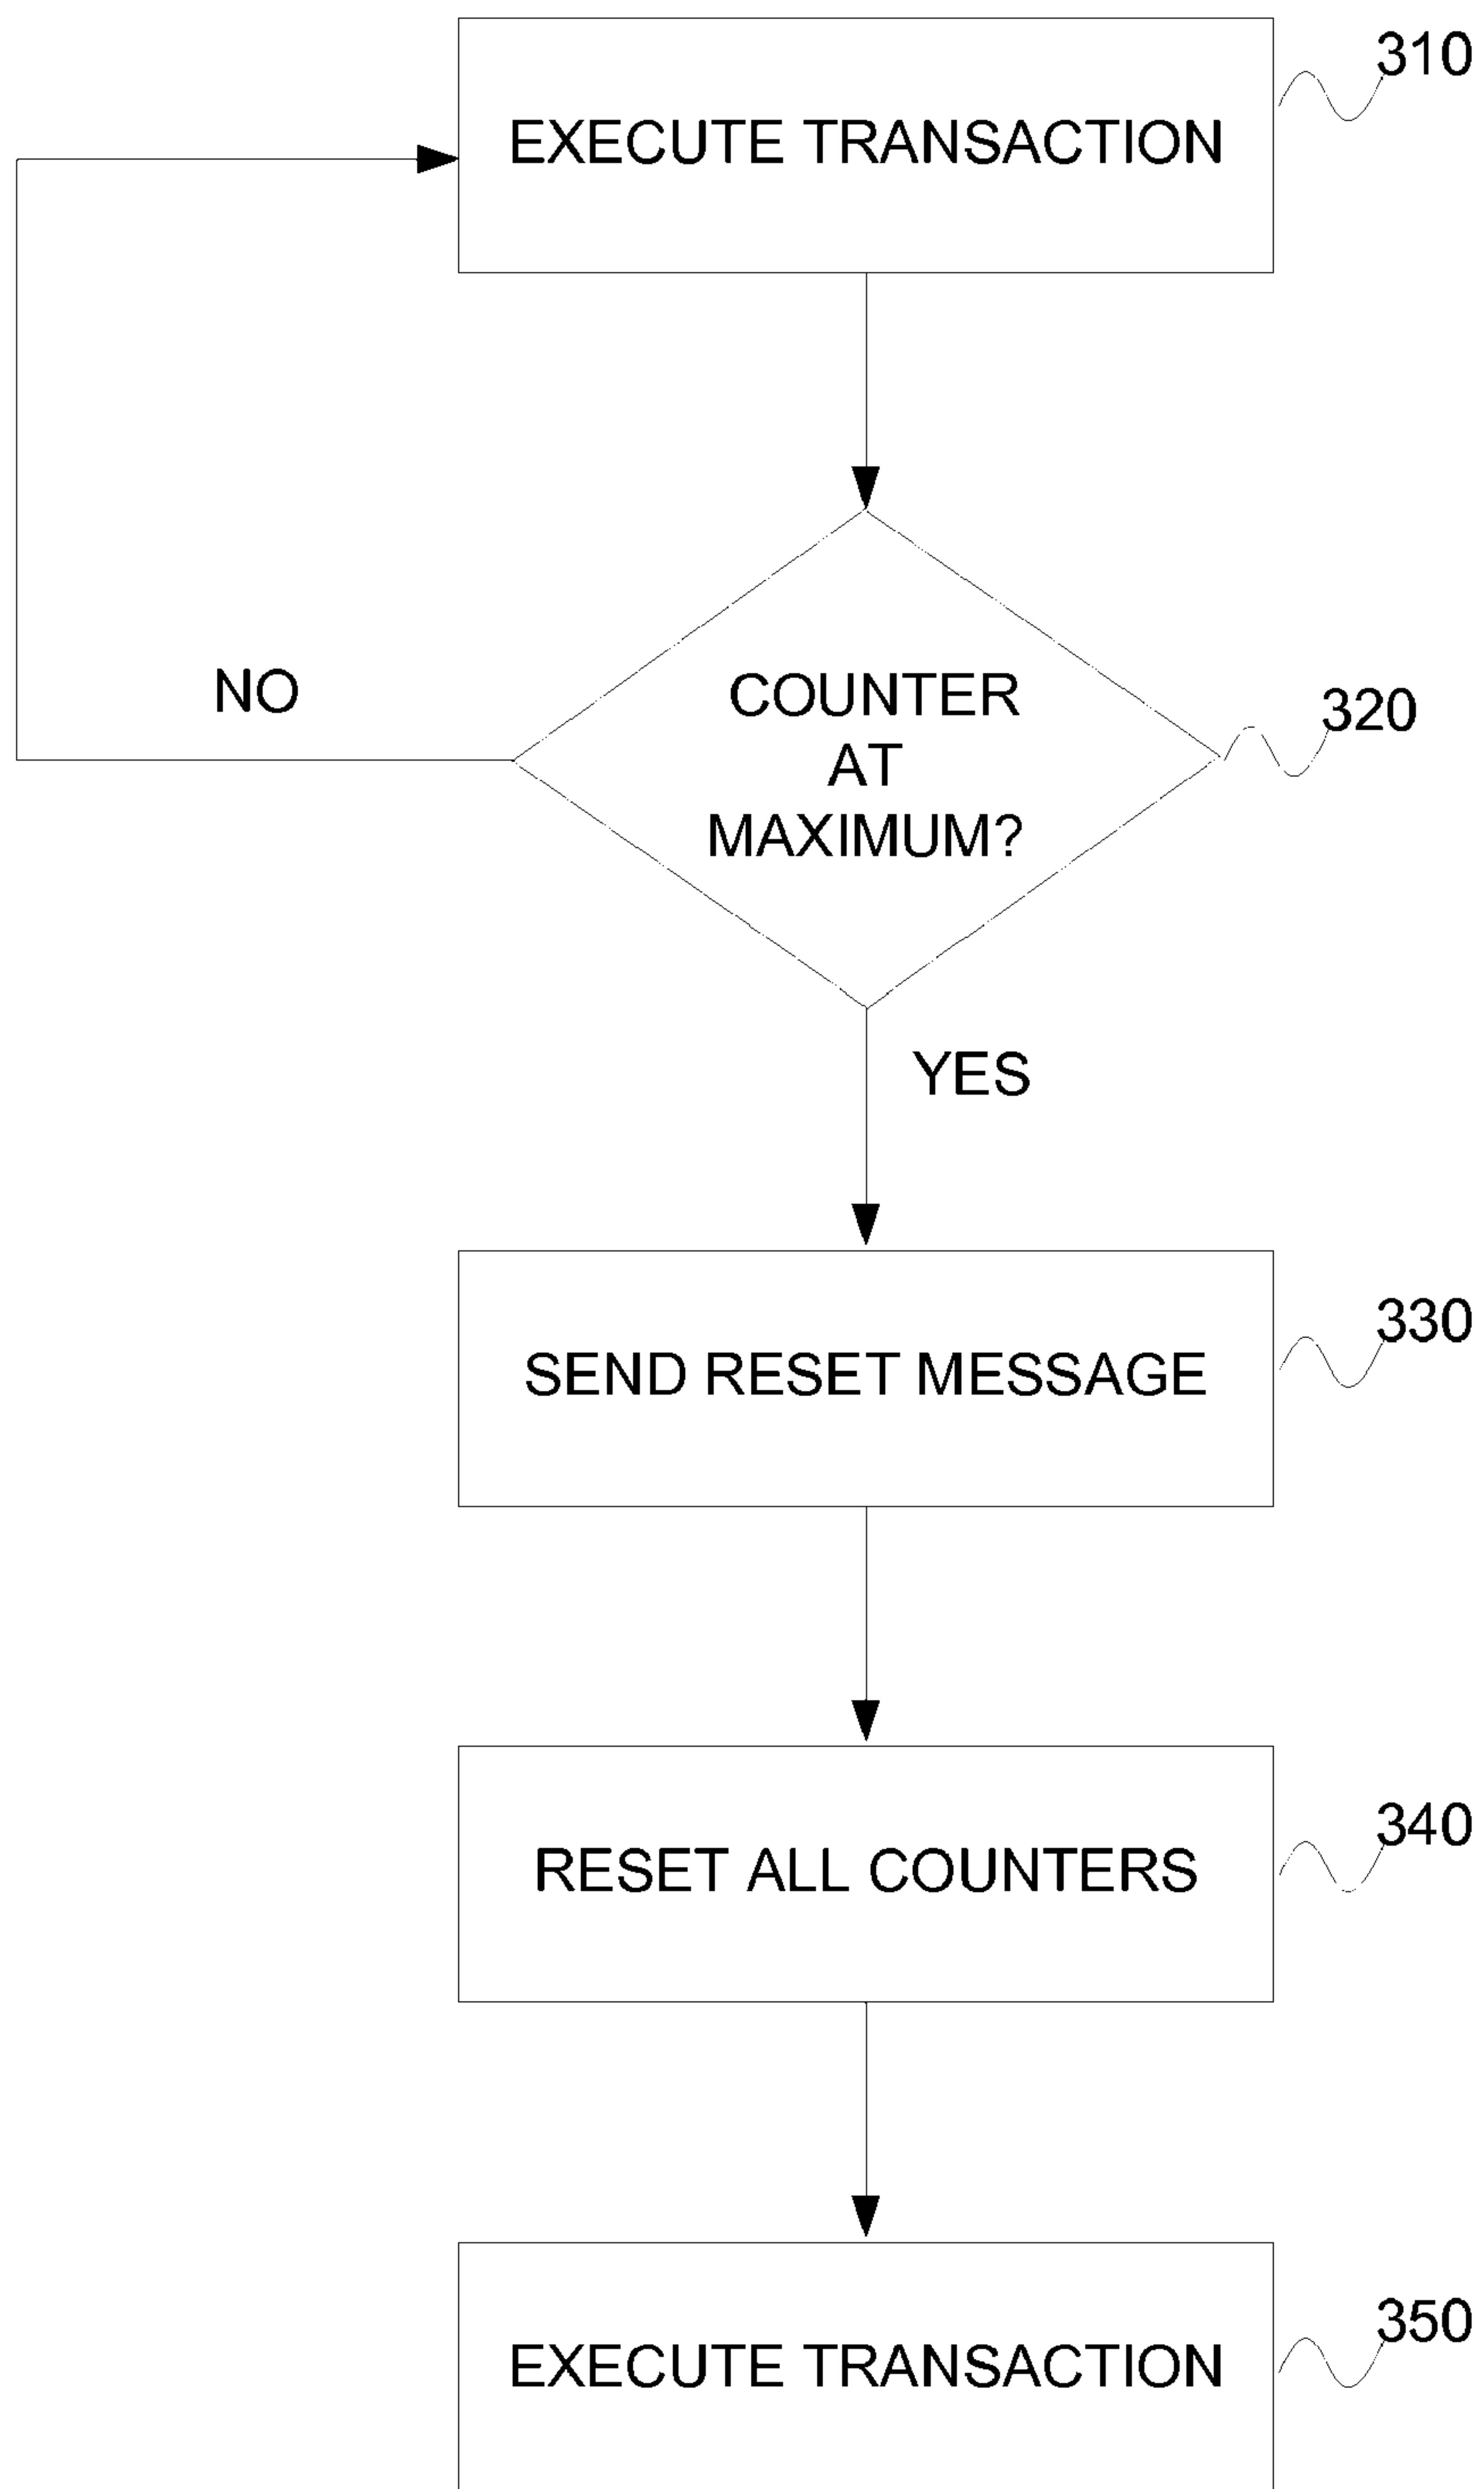 310
EXECUTE TRANSACTION
NO
COUNTER
AT
MAXIMUM?
320
YES
330
SEND RESET MESSAGE
340
RESET ALL COUNTERS
350
EXECUTE TRANSACTION